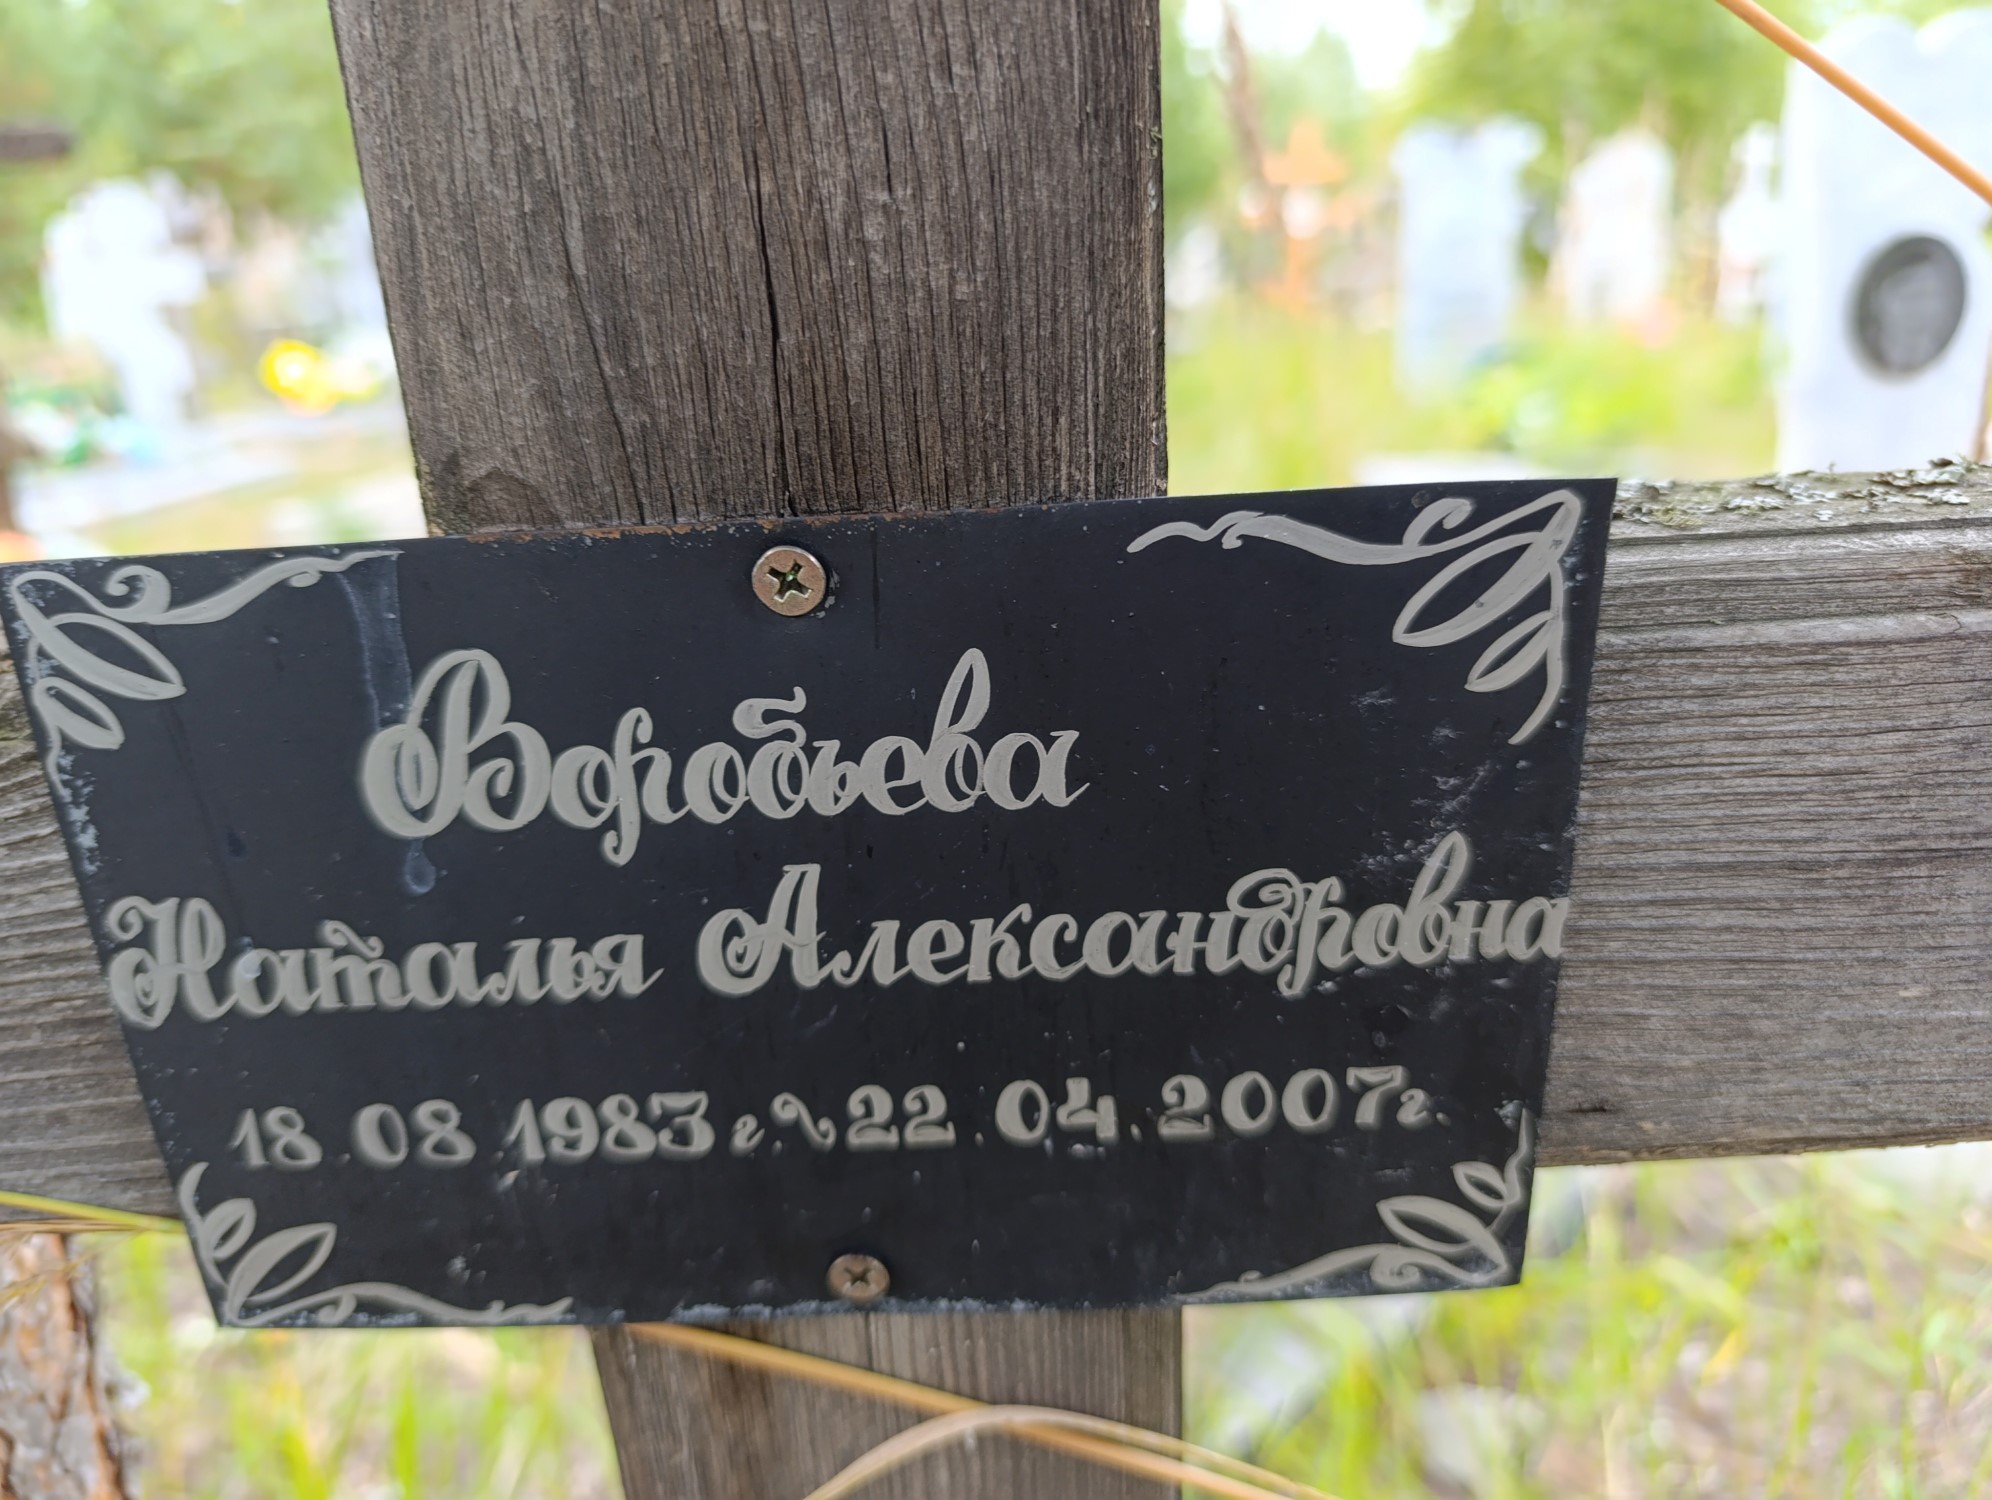 Воробьева
Наталья Александровна
18.08.1983г.~22.04.2007г.